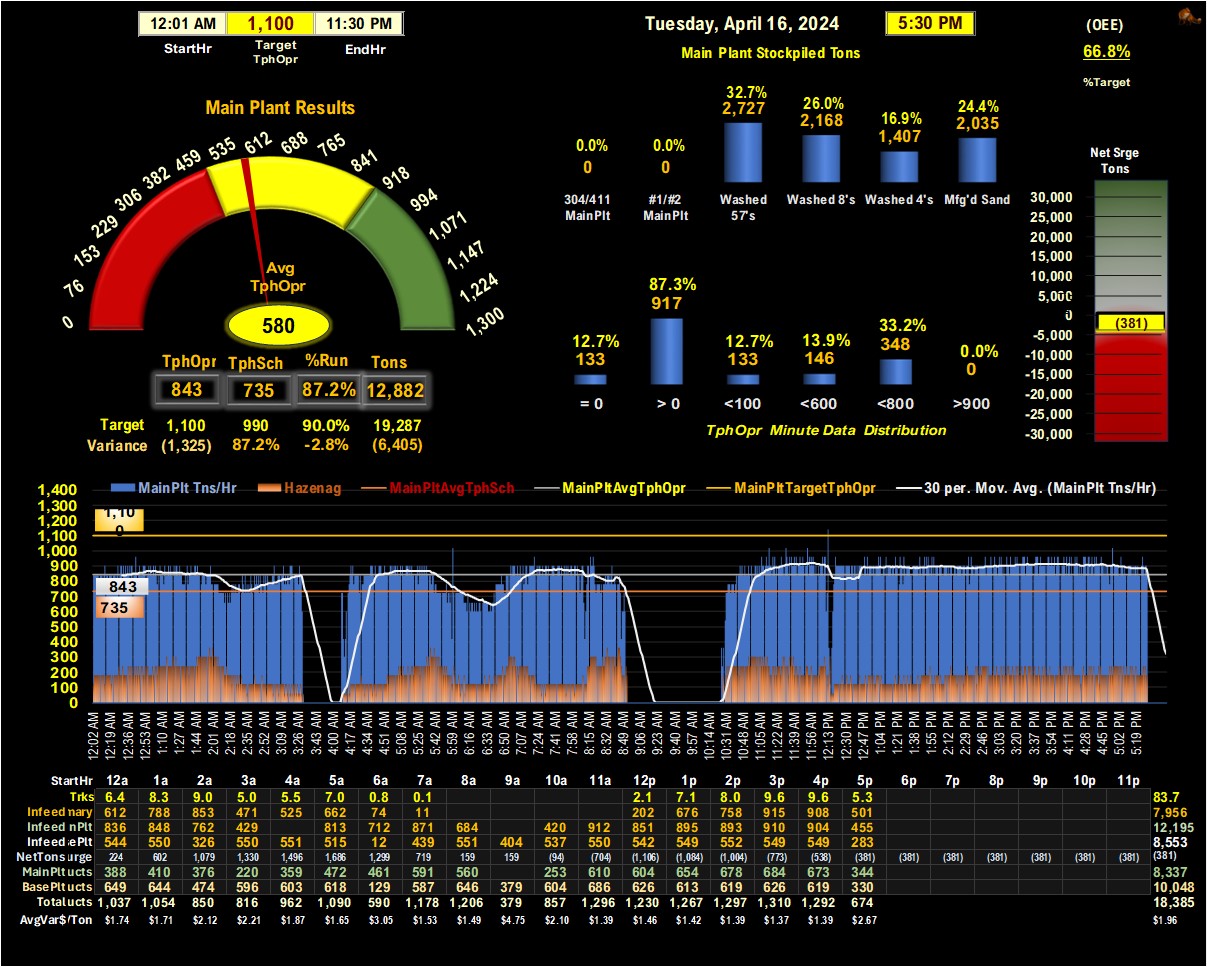 12:01 AM 1,100 11:30 PM
StartHr Target TphOpr EndHr
Tuesday, April 16, 2024 5:30 PM
Main Plant Stockpiled Tons
(OEE)
66.8%
%Target
Main Plant Results
0 76 153 229 306 382 459 535 612 688 765 841 918 994 1,071 1,147 1,224 1,300
Avg
TphOpr
580
TphOpr TphSch %Run Tons
843 735 87.2% 12,882
Target 1,100 990 90.0% 19,287
Variance (1,325) 87.2% -2.8% (6,405)
0.0% 0.0% 32.7% 26.0% 16.9% 24.4%
0 0 2,727 2,168 1,407 2,035
304/411 #1/#2 Washed Washed 8's Washed 4's Mfg'd Sand
MainPlt MainPlt 57's
12.7% 87.3% 12.7% 13.9% 33.2% 0.0%
133 917 133 146 348 0
= 0 > 0 <100 <600 <800 >900
TphOpr Minute Data Distribution
Net Srge
Tons
30,000
25,000
20,000
15,000
10,000
5,000
0
(381)
-5,000
-10,000
-15,000
-20,000
-25,000
-30,000
MainPlt Tns/Hr Hazenag MainPltAvgTphSch MainPltAvgTphOpr MainPltTargetTphOpr 30 per. Mov. Avg. (MainPlt Tns/Hr)
1,400
1,300
1,200
1,100
1,000
900
800
700
600
500
400
300
200
100
0
1,10
0
843
735
12:02 AM 12:19 AM 12:36 AM 12:53 AM 1:10 AM 1:27 AM 1:44 AM 2:01 AM 2:18 AM 2:35 AM 2:52 AM 3:09 AM 3:26 AM 3:43 AM 4:00 AM 4:17 AM 4:34 AM 4:51 AM 5:08 AM 5:25 AM 5:42 AM 5:59 AM 6:16 AM 6:33 AM 6:50 AM 7:07 AM 7:24 AM 7:41 AM 7:58 AM 8:15 AM 8:32 AM 8:49 AM 9:06 AM 9:23 AM 9:40 AM 9:57 AM 10:14 AM 10:31 AM 10:48 AM 11:05 AM 11:22 AM 11:39 AM 11:56 AM 12:13 PM 12:30 PM 12:47 PM 1:04 PM 1:21 PM 1:38 PM 1:55 PM 2:12 PM 2:29 PM 2:46 PM 3:03 PM 3:20 PM 3:37 PM 3:54 PM 4:11 PM 4:28 PM 4:45 PM 5:02 PM 5:19 PM
StartHr 12a 1a 2a 3a 4a 5a 6a 7a 8a 9a 10a 11a 12p 1p 2p 3p 4p 5p 6p 7p 8p 9p 10p 11p
Trks 6.4 8.3 9.0 5.0 5.5 7.0 0.8 0.1 2.1 7.1 8.0 9.6 9.6 5.3 83.7
Infeed mary 612 788 853 471 525 662 74 11 202 676 758 915 908 501 7,956
Infeed nPlt 836 848 762 429 813 712 871 684 420 912 851 895 893 910 904 455 12,195
Infeed ePlt 544 550 326 550 551 515 12 439 551 404 537 550 542 549 552 549 549 283 8,553
NetTons urge 224 602 1,079 1,330 1,496 1,686 1,299 719 159 159 (94) (704) (1,106) (1,084) (1,004) (773) (538) (381) (381) (381) (381) (381) (381) (381) (381)
MainPlt ucts 388 410 376 220 359 472 461 591 560 253 610 604 654 678 684 673 344 8,337
BasePlt ucts 649 644 474 596 603 618 129 587 646 379 604 686 626 613 619 626 619 330 10,048
Total ucts 1,037 1,054 850 816 962 1,090 590 1,178 1,206 379 857 1,296 1,230 1,267 1,297 1,310 1,292 674 18,385
AvgVar$/Ton $1.74 $1.71 $2.12 $2.21 $1.87 $1.65 $3.05 $1.53 $1.49 $4.75 $2.10 $1.39 $1.46 $1.42 $1.39 $1.37 $1.39 $2.67 $1.96